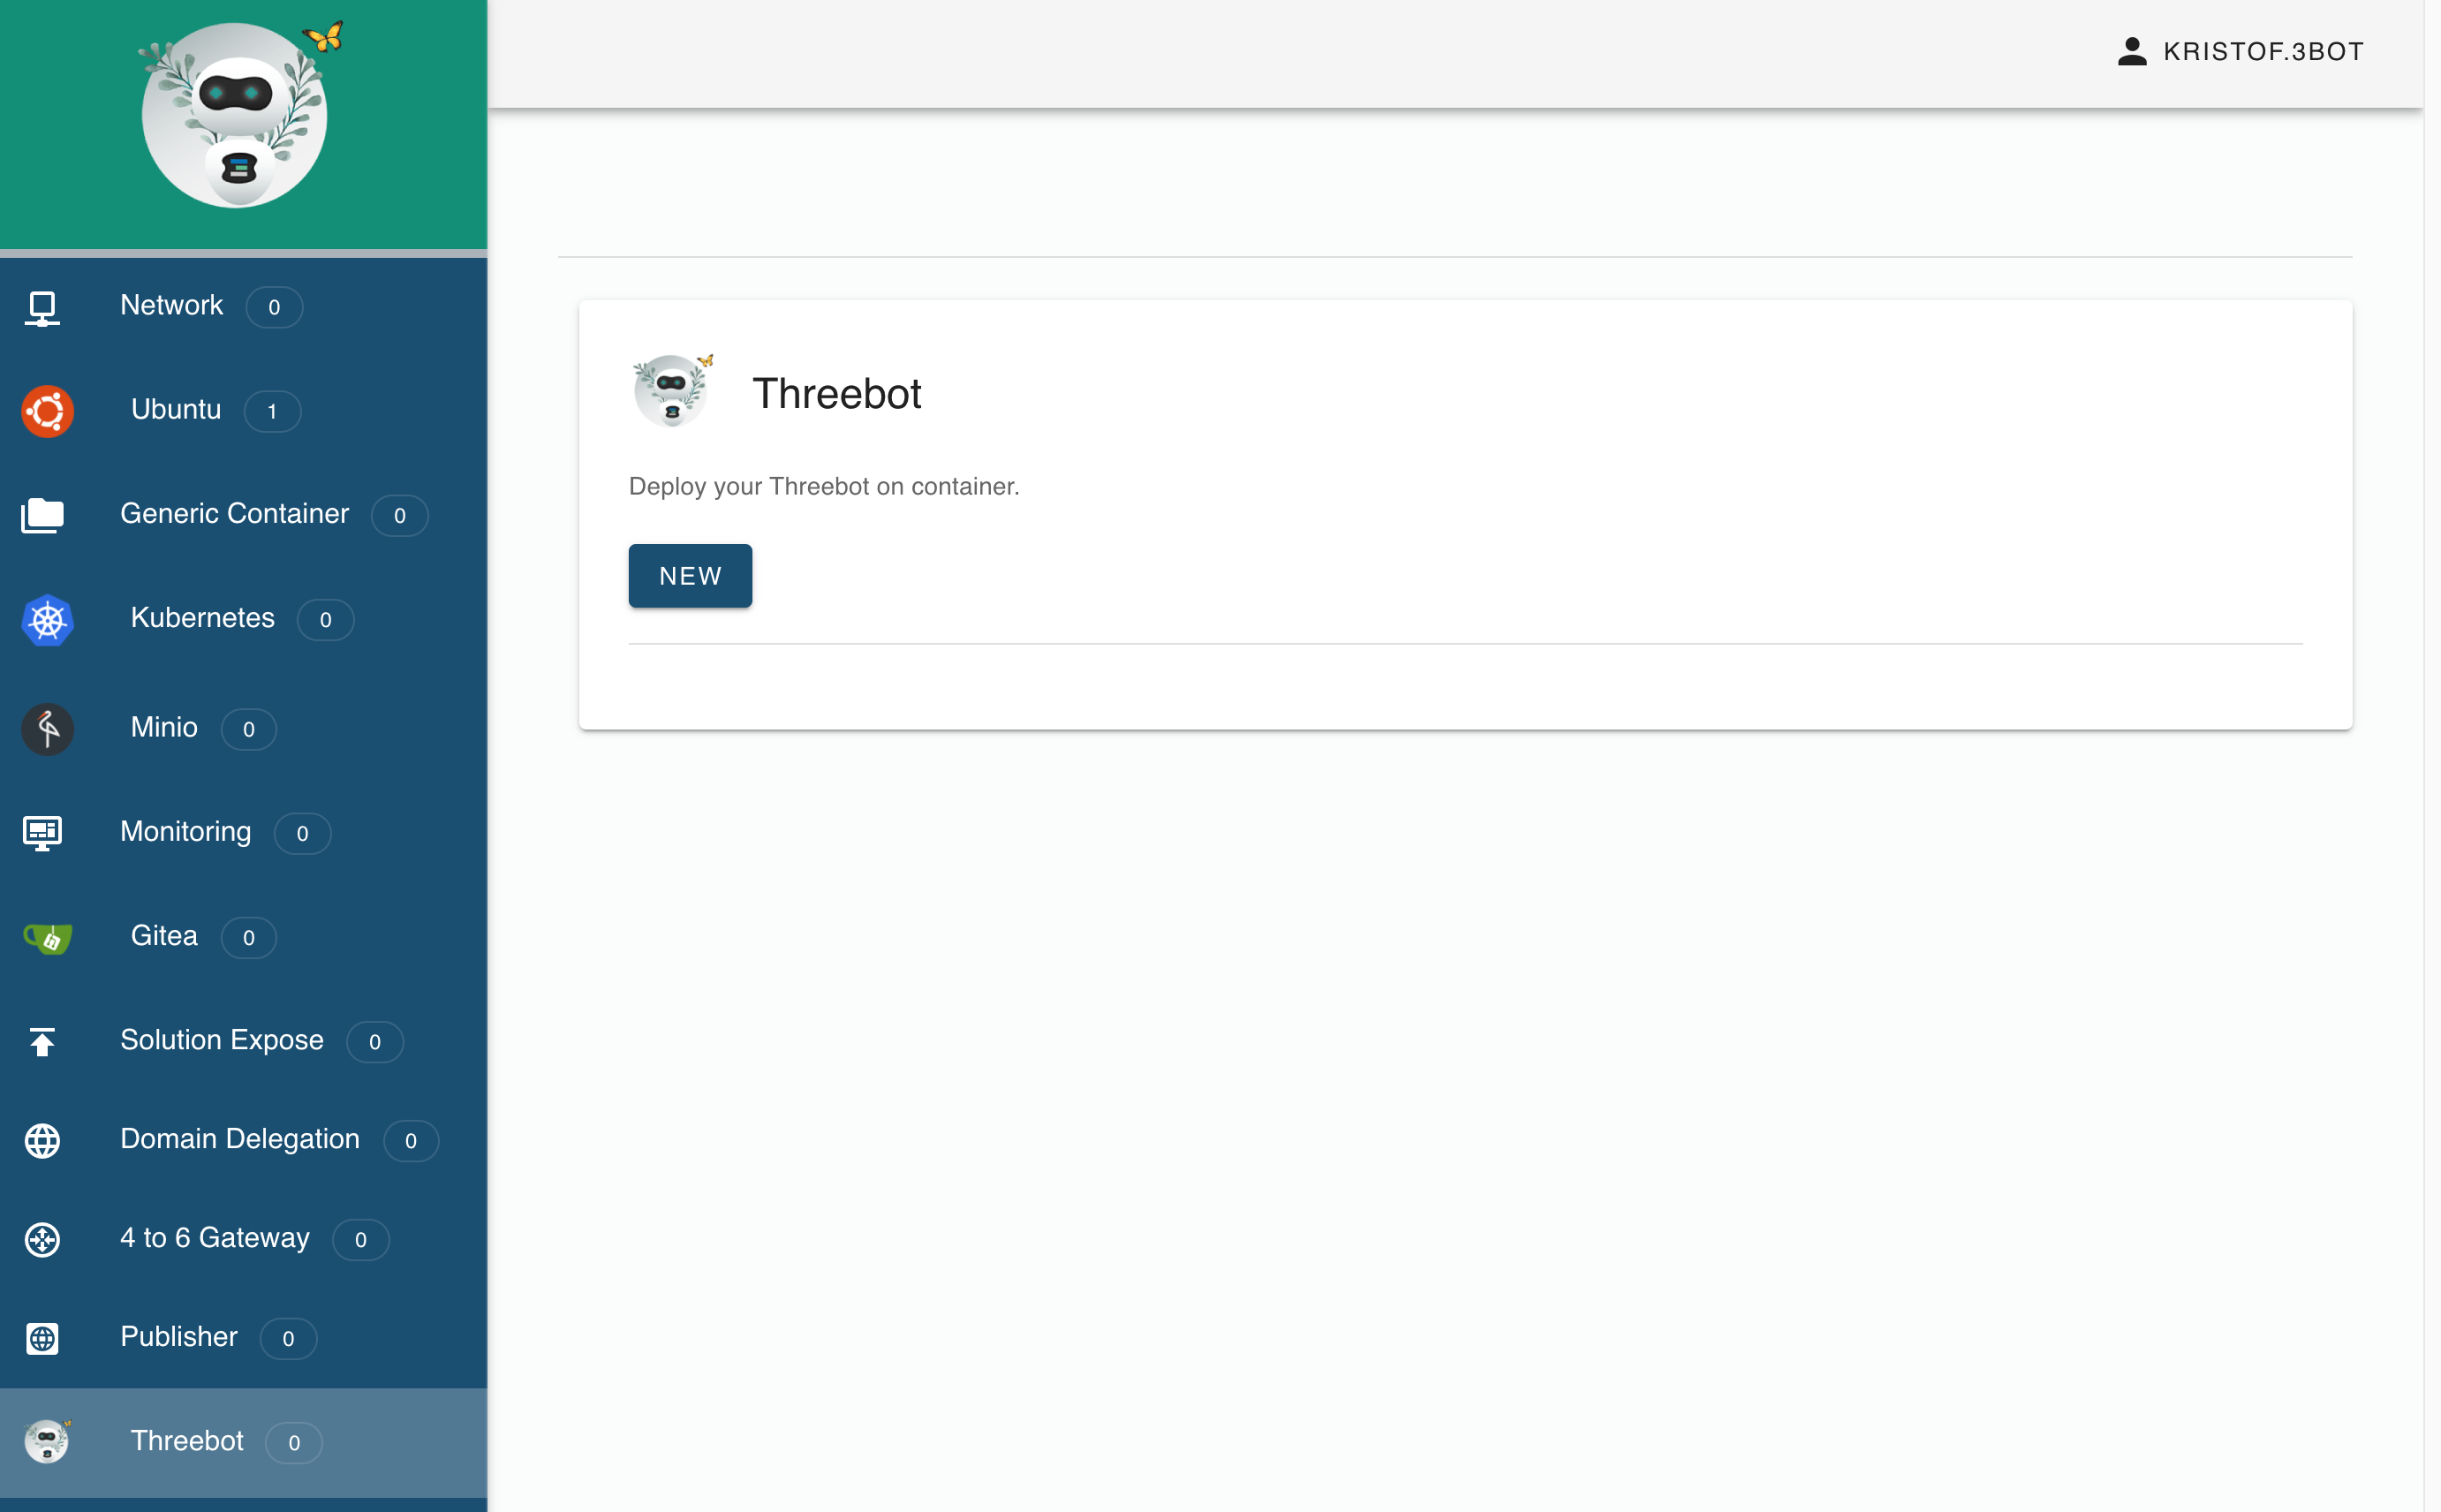 KRISTOF.3BOT
Network 0
Ubuntu 1
Generic Container 0
Kubernetes 0
Minio 0
Monitoring 0
Gitea 0
Solution Expose 0
Domain Delegation 0
4 to 6 Gateway 0
Publisher 0
Threebot 0
Threebot
Deploy your Threebot on container.
NEW